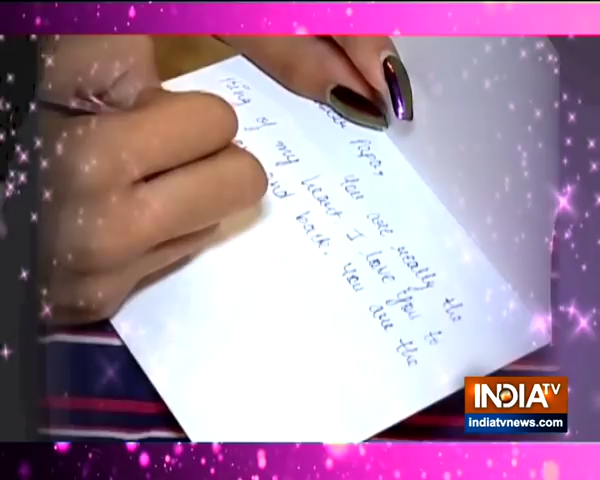 Dear Papa,
You are really the
King of my heart I love You to
and back. You are the
INDIA TV
indiatvnews.com